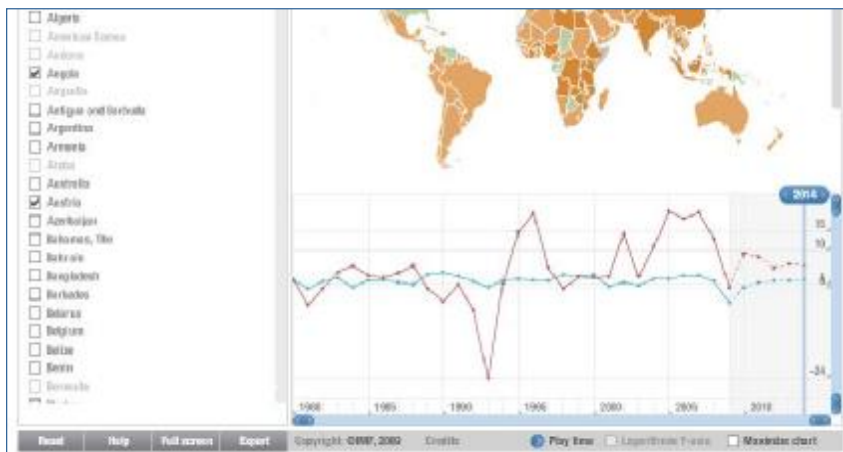 Algeria
American Samoa
Andorra
Angola
Anguilla
Antigua and Barbuda
Argentina
Armenia
Aruba
Australia
Austria
Azerbaijan
Bahamas, The
Bahrain
Bangladesh
Barbados
Belarus
Belgium
Belize
Benin
Bermuda
2014
15
10
-24
1980 1985 1990 1995 2000 2005 2010
Reset Help Full screen Export Copyright: ©IMF, 2009 Credits Play time Logarithmic Y-axis Maximize chart